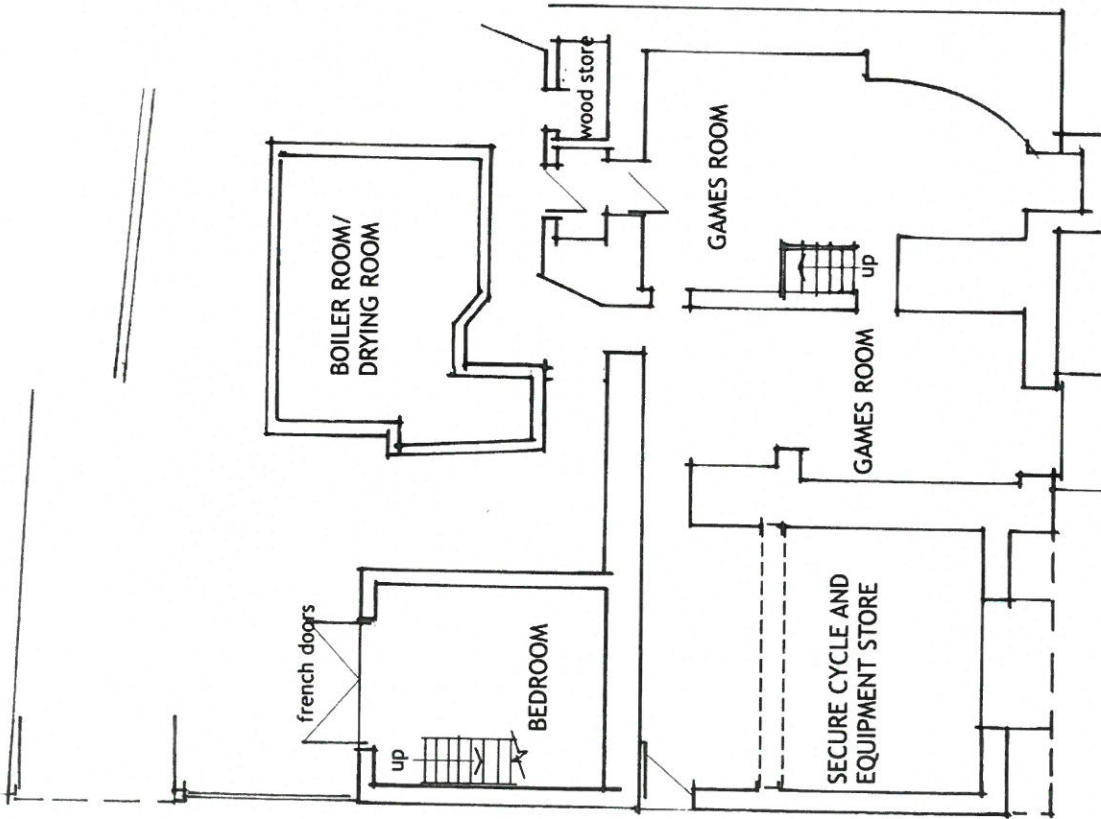 wood store
BOILER ROOM/
DRYING ROOM
GAMES ROOM
up
french doors
GAMES ROOM
up
BEDROOM
SECURE CYCLE AND
EQUIPMENT STORE